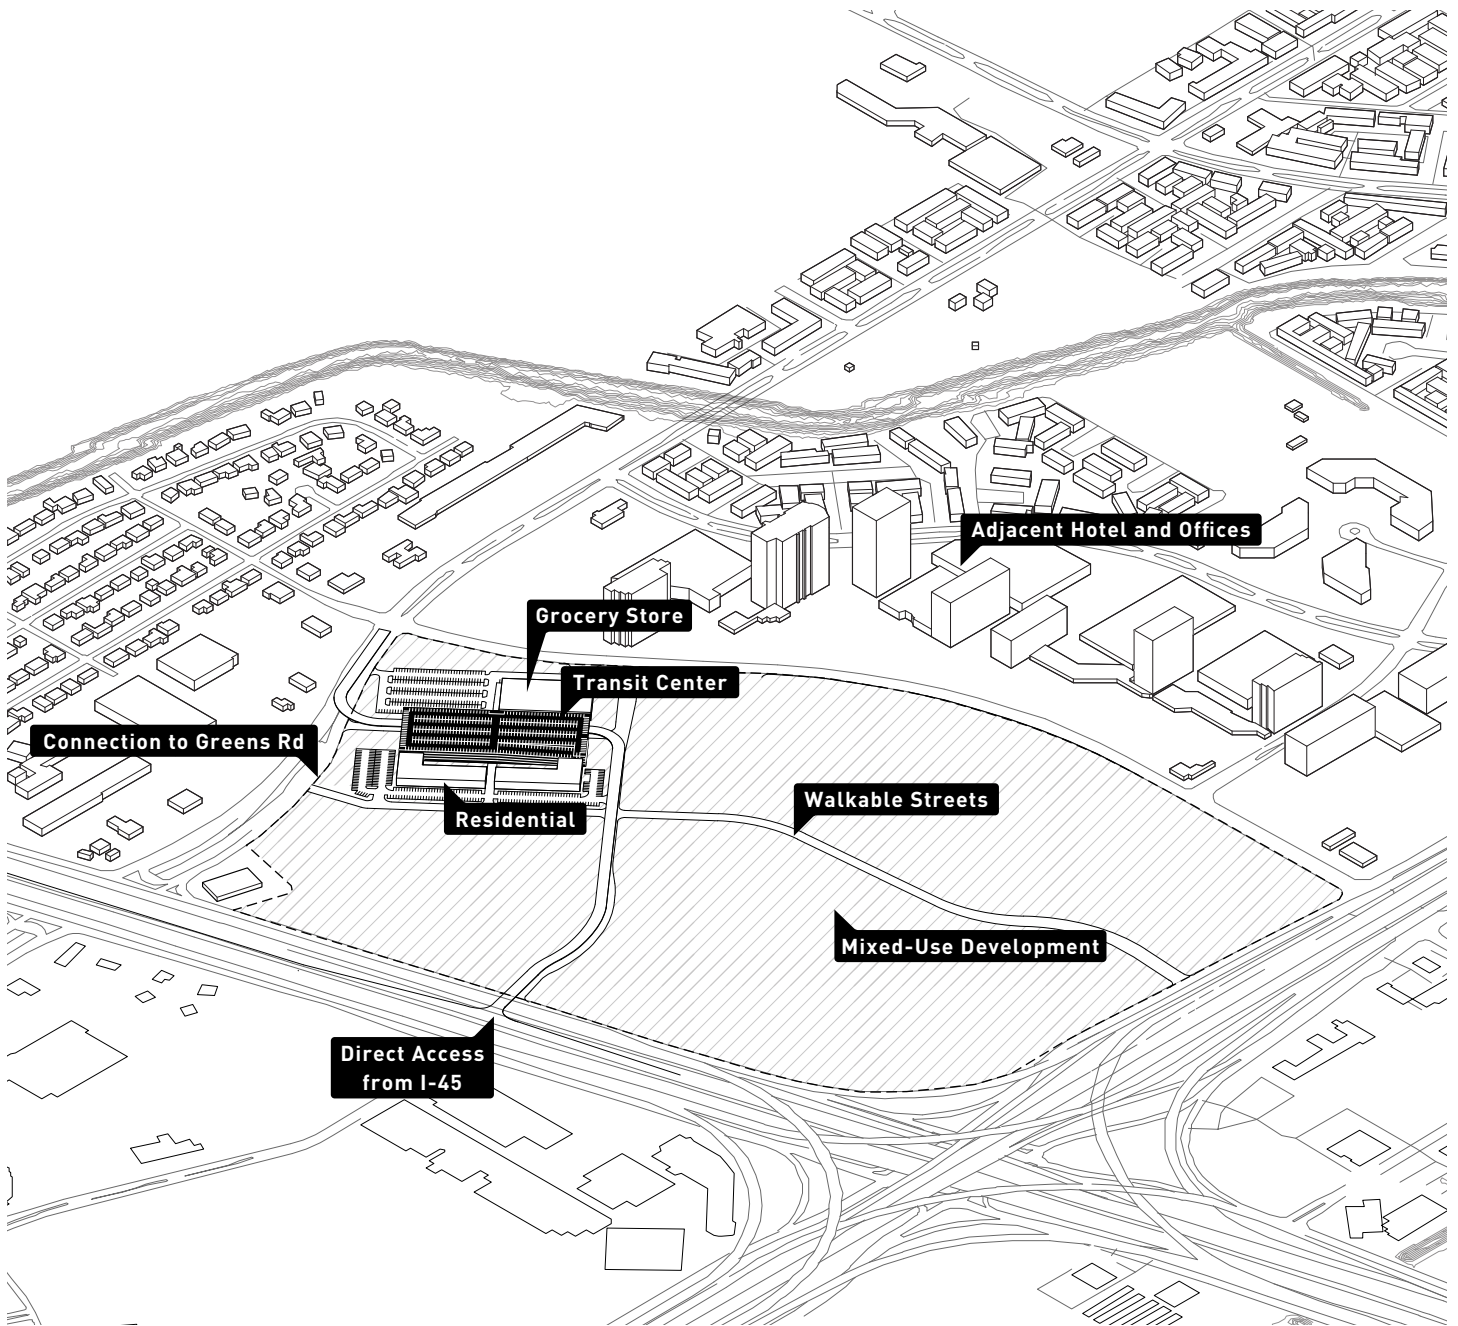 Adjacent Hotel and Offices
Grocery Store
Transit Center
Connection to Greens Rd
Walkable Streets
Residential
Mixed-Use Development
Direct Access
from I-45